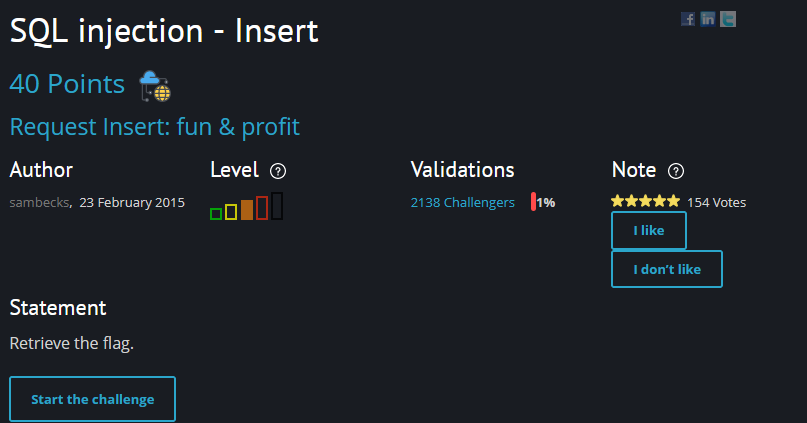 SQL injection - Insert
40 Points
Request Insert: fun & profit
Author Level ? Validations Note ?
sambecks, 23 February 2015 2138 Challengers 1% 154 Votes
I like
I don't like
Statement
Retrieve the flag.
Start the challenge